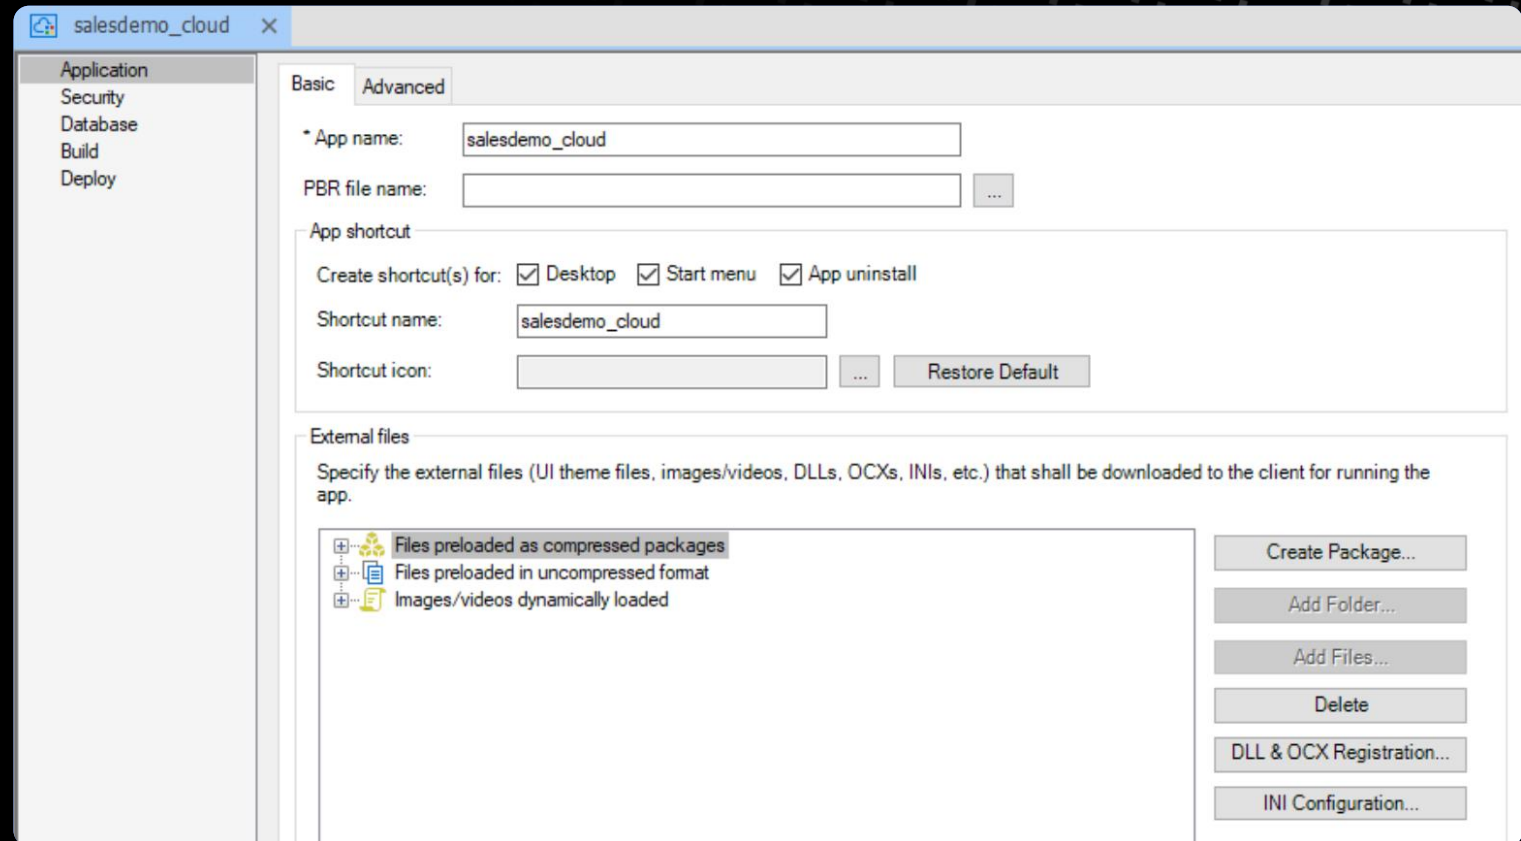 salesdemo_cloud
Application
Security
Database
Build
Deploy
Basic
Advanced
* App name:
salesdemo_cloud
PBR file name:
...
App shortcut
Create shortcut(s) for: Desktop Start menu App uninstall
Shortcut name:
salesdemo_cloud
Shortcut icon:
...
Restore Default
External files
Specify the external files (UI theme files, images/videos, DLLs, OCXs, INIs, etc.) that shall be downloaded to the client for running the
app.
Files preloaded as compressed packages
Files preloaded in uncompressed format
Images/videos dynamically loaded
Create Package...
Add Folder...
Add Files...
Delete
DLL & OCX Registration...
INI Configuration...